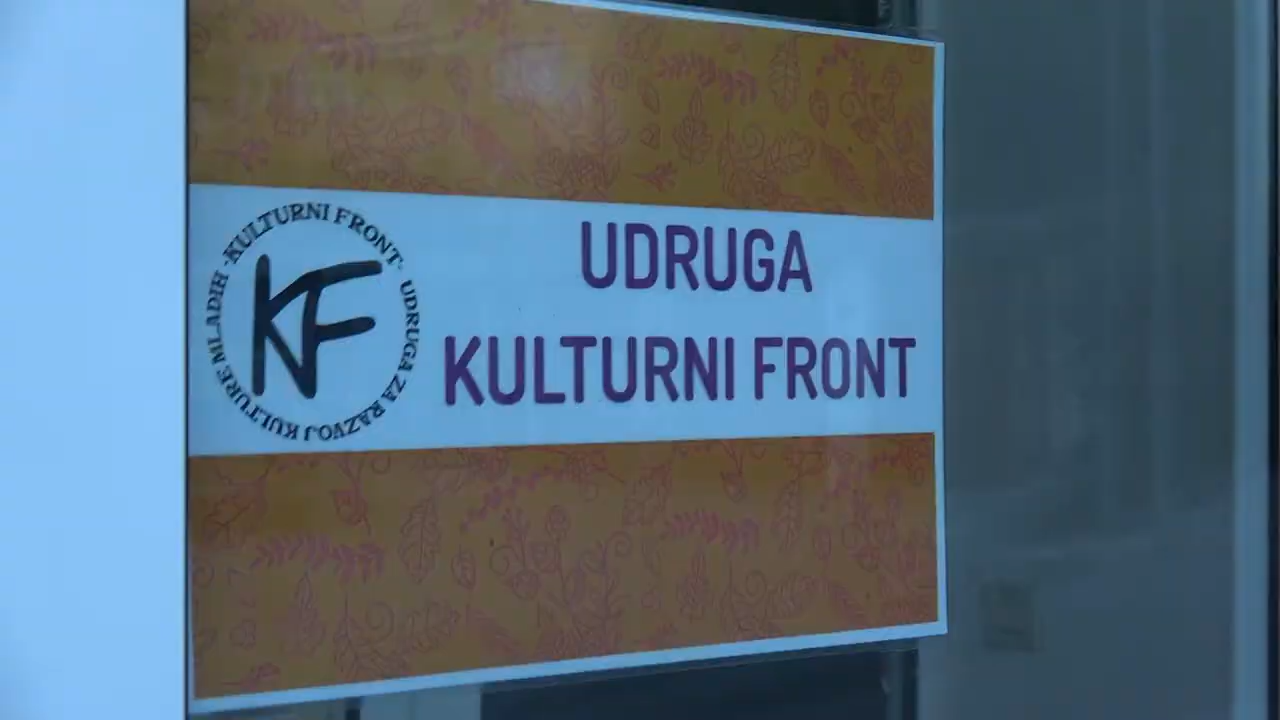 ·KULTURNI FRONT· UDRUGA ZA RAZVOJ KULTURE MLADIH
KF
UDRUGA
KULTURNI FRONT